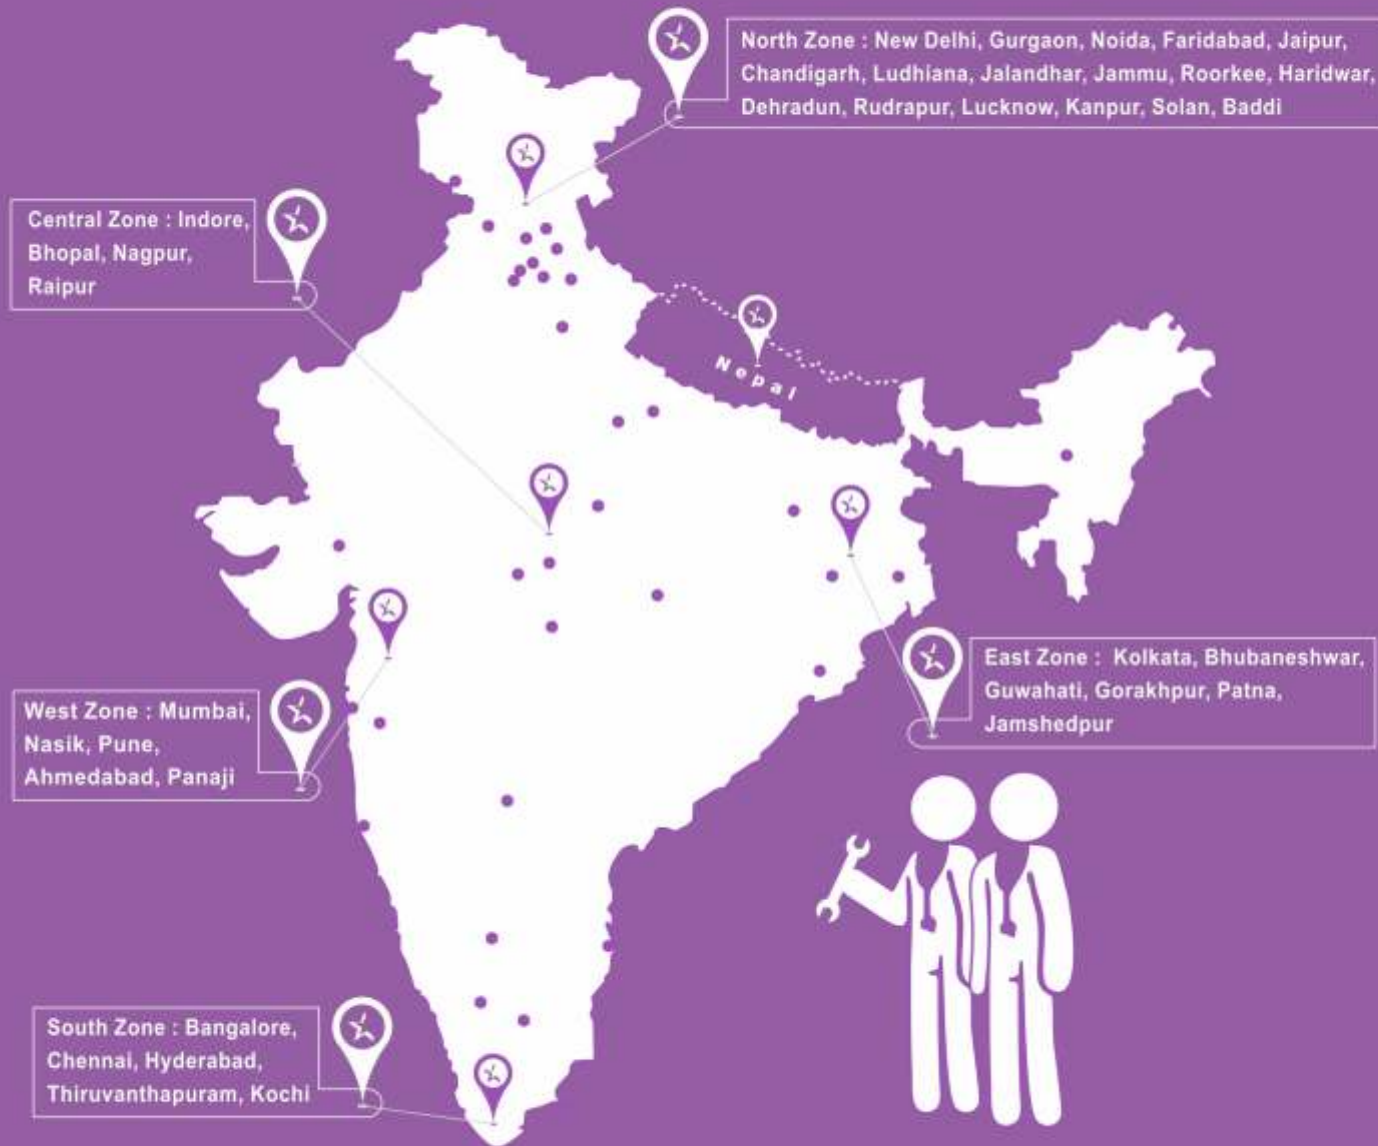 North Zone : New Delhi, Gurgaon, Noida, Faridabad, Jaipur,
Chandigarh, Ludhiana, Jalandhar, Jammu, Roorkee, Haridwar,
Dehradun, Rudrapur, Lucknow, Kanpur, Solan, Baddi
Central Zone : Indore,
Bhopal, Nagpur,
Raipur
Nepal
West Zone : Mumbai,
Nasik, Pune,
Ahmedabad, Panaji
East Zone : Kolkata, Bhubaneshwar,
Guwahati, Gorakhpur, Patna,
Jamshedpur
South Zone : Bangalore,
Chennai, Hyderabad,
Thiruvanthapuram, Kochi